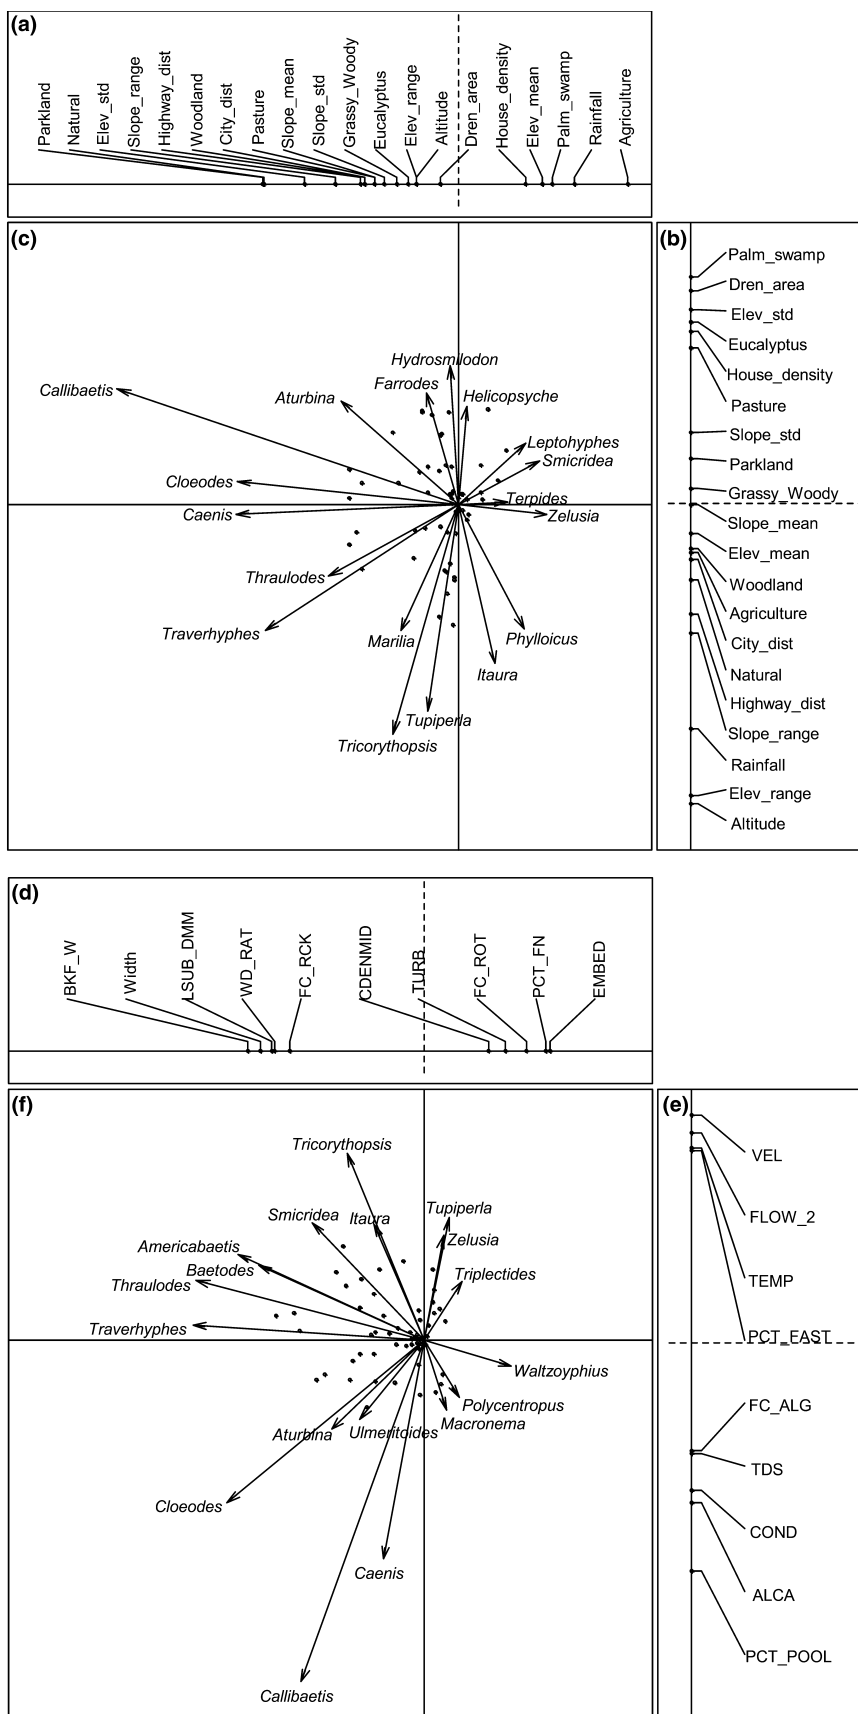 (a)
Parkland
Natural
Elev_std
Slope_range
Highway_dist
Woodland
City_dist
Pasture
Slope_mean
Slope_std
Grassy_Woody
Eucalyptus
Elev_range
Altitude
Dren_area
House_density
Elev_mean
Palm_swamp
Rainfall
Agriculture
(c)
Hydrosmilodon
Callibaetis
Farrodes
Aturbina
Helicopsyche
Leptohyphes
Smicridea
Cloeodes
Terpides
Caenis
Zelusia
Thraulodes
Traverhyphes
Marilia
Phylloicus
Itaura
Tupiperla
Tricorythopsis
(b)
Palm_swamp
Dren_area
Elev_std
Eucalyptus
House_density
Pasture
Slope_std
Parkland
Grassy_Woody
Slope_mean
Elev_mean
Woodland
Agriculture
City_dist
Natural
Highway_dist
Slope_range
Rainfall
Elev_range
Altitude
(d)
BKF_W
Width
LSUB_DMM
WD_RAT
FC_RCK
CDENMID
TURB
FC_ROT
PCT_FN
EMBED
(f)
Tricorythopsis
Tupiperla
Smicridea
Itaura
Zelusia
Americabaetis
Baetodes
Triplectides
Thraulodes
Traverhyphes
Waltzoyphius
Polycentropus
Macronema
Aturbina
Ulmeritoides
Cloeodes
Caenis
Callibaetis
(e)
VEL
FLOW_2
TEMP
PCT_FAST
FC_ALG
TDS
COND
ALCA
PCT_POOL